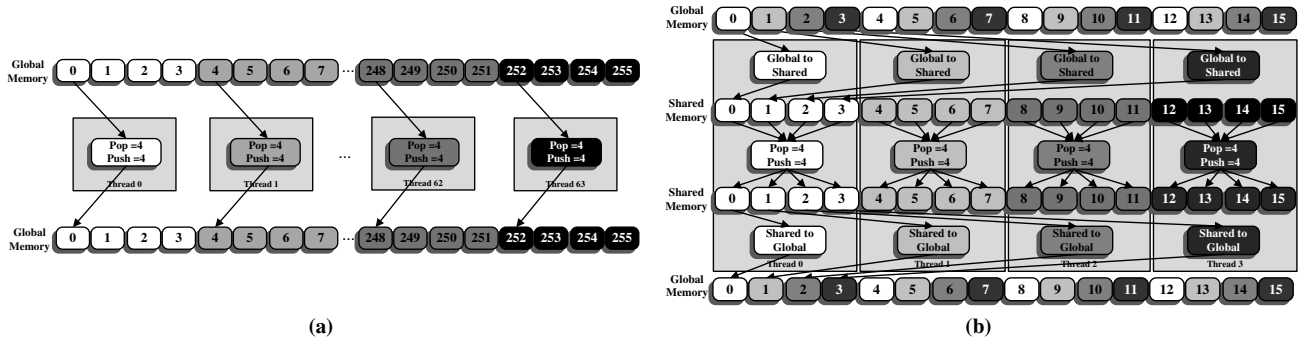 Global Memory
0 1 2 3 4 5 6 7 ... 248 249 250 251 252 253 254 255
Pop =4 Pop =4 Pop =4 Pop =4
Push =4 Push =4 ... Push =4 Push =4
Thread 0 Thread 1 Thread 62 Thread 63
Global Memory
0 1 2 3 4 5 6 7 ... 248 249 250 251 252 253 254 255
(a)
Global Memory
0 1 2 3 4 5 6 7 8 9 10 11 12 13 14 15
Global to Global to Global to Global to
Shared Shared Shared Shared
Shared Memory
0 1 2 3 4 5 6 7 8 9 10 11 12 13 14 15
Pop =4 Pop =4 Pop =4 Pop =4
Push =4 Push =4 Push =4 Push =4
Shared Memory
0 1 2 3 4 5 6 7 8 9 10 11 12 13 14 15
Shared to Shared to Shared to Shared to
Global Global Global Global
Thread 0 Thread 1 Thread 2 Thread 3
Global Memory
0 1 2 3 4 5 6 7 8 9 10 11 12 13 14 15
(b)